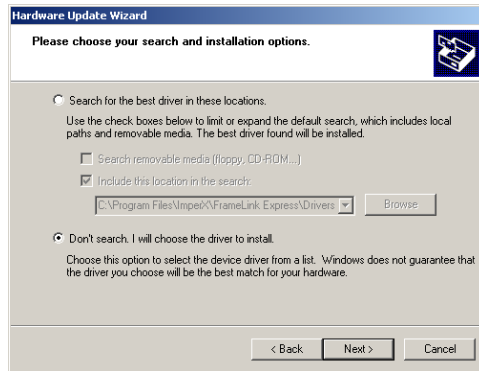 Hardware Update Wizard
Please choose your search and installation options.
Search for the best driver in these locations.
Use the check boxes below to limit or expand the default search, which includes local
paths and removable media. The best driver found will be installed.
Search removable media (floppy, CD-ROM...)
Include this location in the search:
C:\Program Files\ImperX\FrameLink Express\Drivers
Browse
Don't search. I will choose the driver to install.
Choose this option to select the device driver from a list. Windows does not guarantee that
the driver you choose will be the best match for your hardware.
< Back
Next >
Cancel